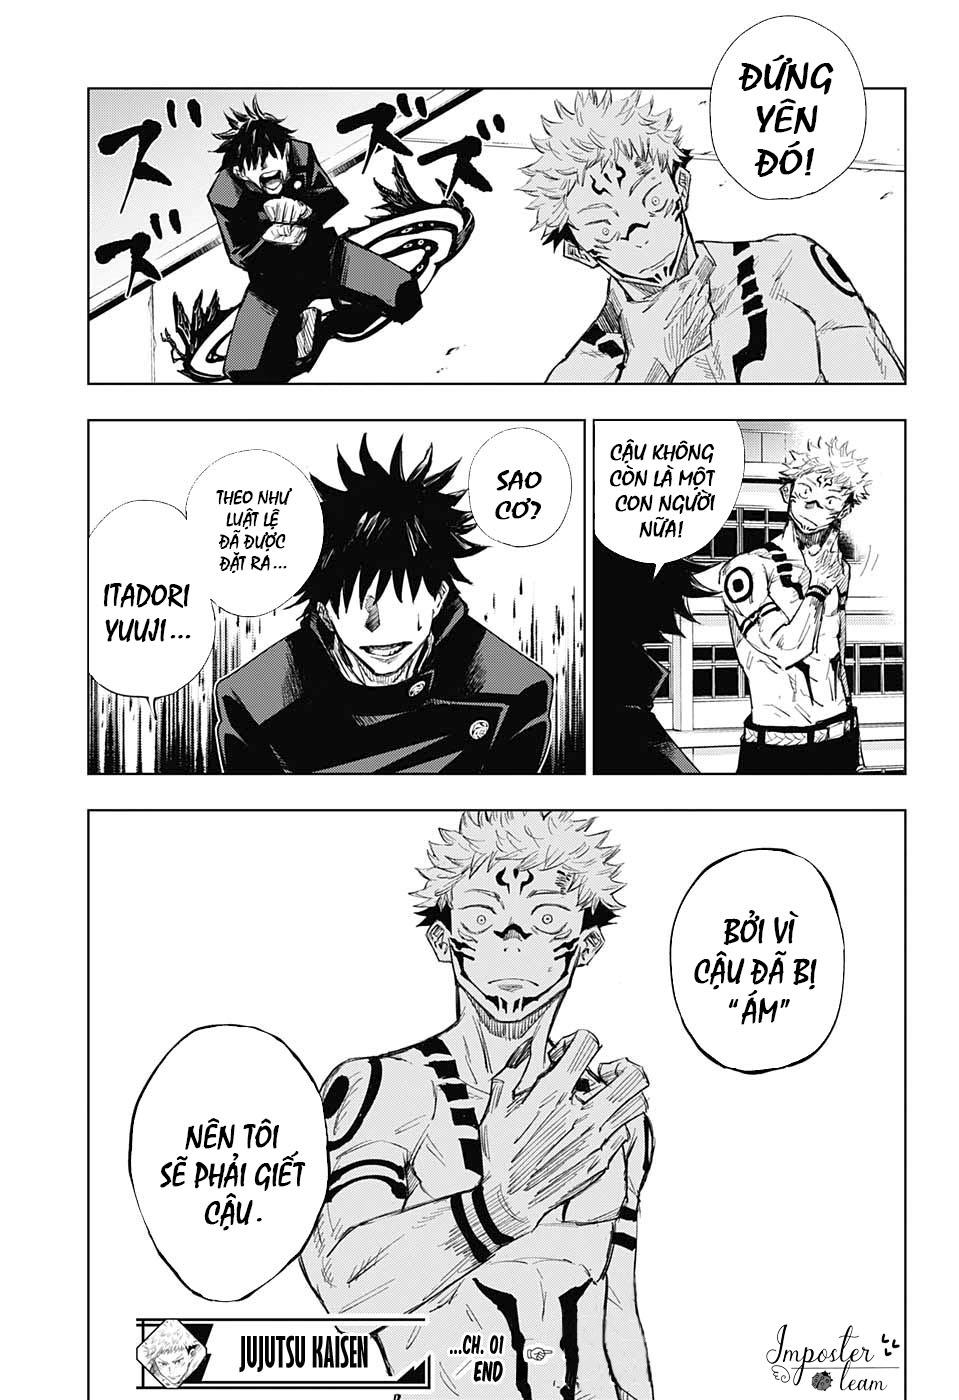 ĐỨNG
YÊN
ĐÓ!
ズズズ
ズズズ
CẬU KHÔNG
CÒN LÀ MỘT
CON NGƯỜI
NỮA!
SAO
CƠ?
THEO NHƯ
LUẬT LỆ
ĐÃ ĐƯỢC
ĐẶT RA...
ITADORI
YUUJI...
BỞI VÌ
CẬU ĐÃ BỊ
“ÁM”
NÊN TÔI
SẼ PHẢI GIẾT
CẬU.
JUJUTSU KAISEN
...CH. 01
END
Imposter
team